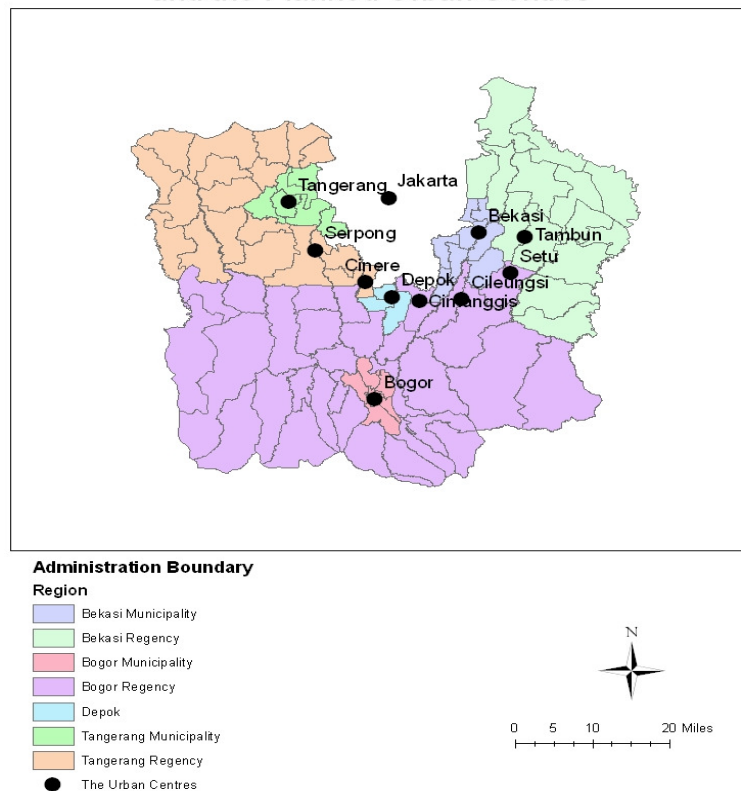 Tangerang
Jakarta
Bekasi
Serpong
Tambun
Setu
Cinere
Depok
Cileungsi
Cimanggis
Bogor
Administration Boundary
Region
Bekasi Municipality
Bekasi Regency
Bogor Municipality
Bogor Regency
Depok
Tangerang Municipality
Tangerang Regency
The Urban Centres
N
0 5 10 20 Miles